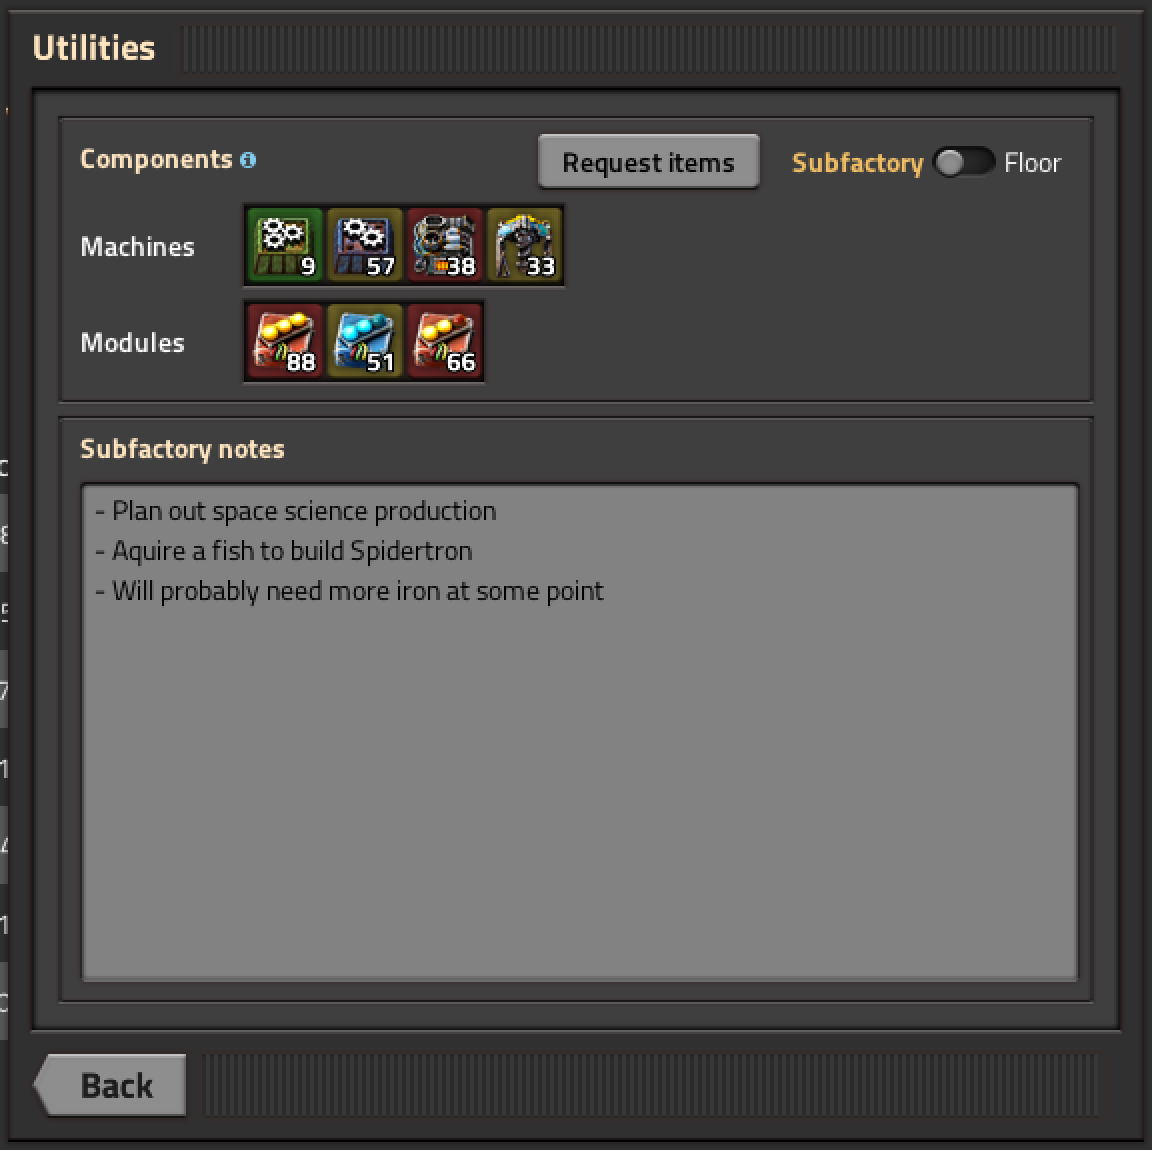 Utilities
Components
Request items
Subfactory
Floor
Machines
9
57
38
33
Modules
88
51
66
Subfactory notes
- Plan out space science production
- Aquire a fish to build Spidertron
- Will probably need more iron at some point
Back